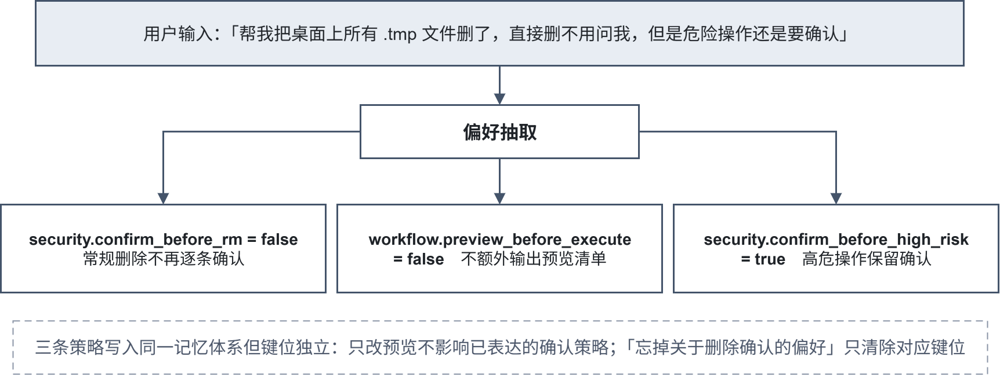 用户输入：「帮我把桌面上所有 .tmp 文件删了，直接删不用问我，但是危险操作还是要确认」
偏好抽取
security.confirm_before_rm = false
常规删除不再逐条确认
workflow.preview_before_execute
= false 不额外输出预览清单
security.confirm_before_high_risk
= true 高危操作保留确认
三条策略写入同一记忆体系但键位独立：只改预览不影响已表达的确认策略；「忘掉关于删除确认的偏好」只清除对应键位